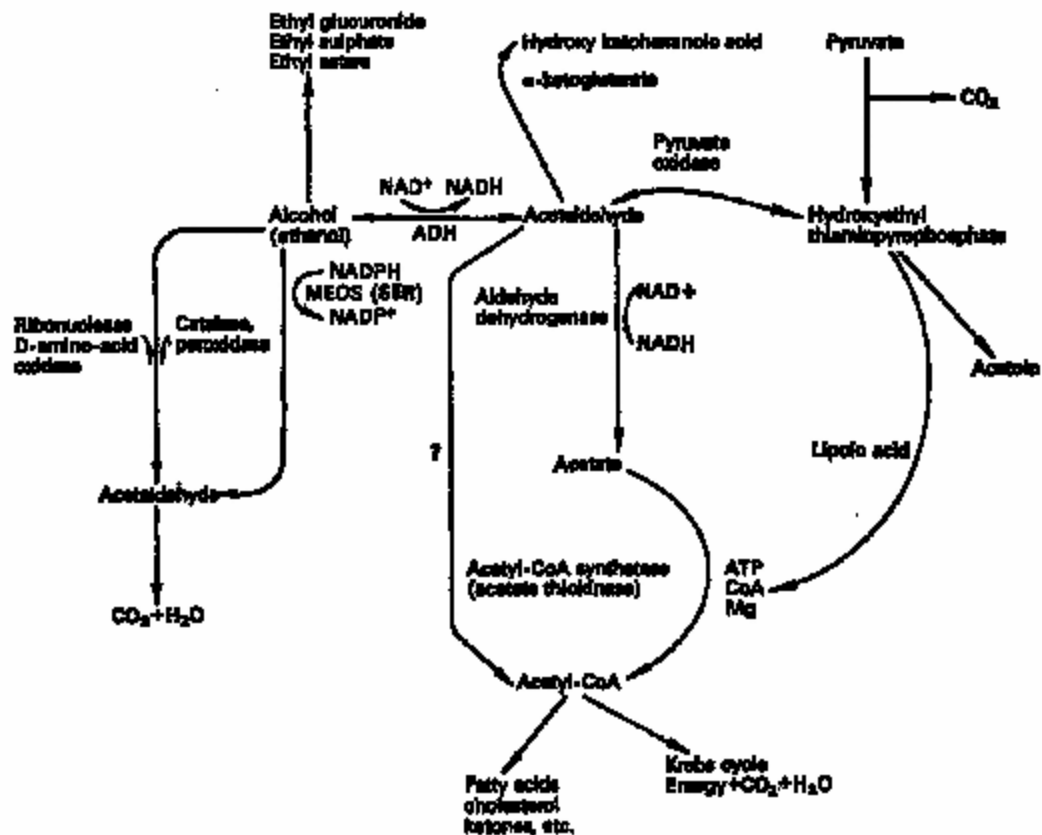 Ethyl glucuronide
Ethyl sulphate
Ethyl esters
Hydroxy ketohexanoic acid
α-ketoglutarate
Pyruvate
CO₂
Pyruvate
oxidase
NAD⁺ NADH
Alcohol
(ethanol)
ADH
Acetaldehyde
Hydroxyethyl
thiamopyrophosphate
NADPH
MEOS (SER)
NADP⁺
Aldehyde
dehydrogenase
NAD+
NADH
Ribonuclease
D-amino-acid
oxidase
Catalase,
peroxidase
Acetoin
?
Acetate
Lipoic acid
Acetaldehyde
Acetyl-CoA synthetase
(acetate thiokinase)
ATP
CoA
Mg
CO₂+H₂O
Acetyl-CoA
Fatty acids
cholesterol
ketones, etc.
Krebs cycle
Energy+CO₂+H₂O